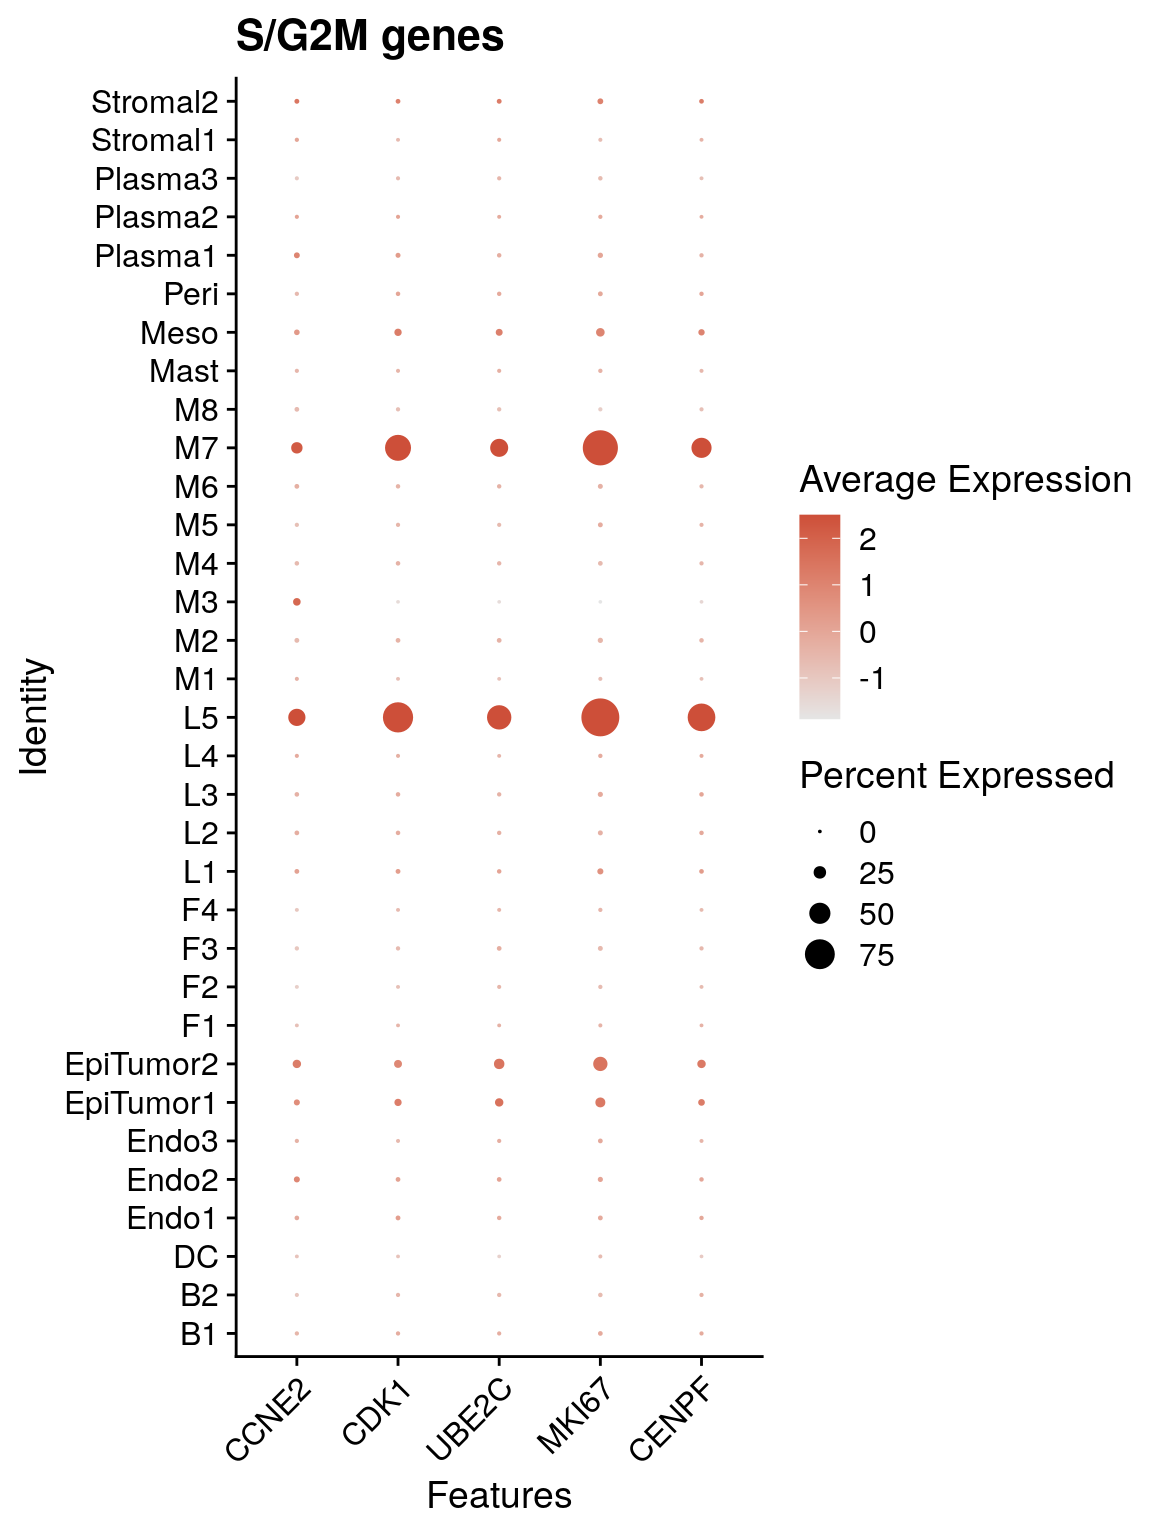 S/G2M genes
Stromal2
Stromal1
Plasma3
Plasma2
Plasma1
Peri
Meso
Mast
M8
M7
M6
M5
M4
M3
M2
M1
L5
L4
L3
L2
L1
F4
F3
F2
F1
EpiTumor2
EpiTumor1
Endo3
Endo2
Endo1
DC
B2
B1
Identity
CCNE2
CDK1
UBE2C
MKI67
CENPF
Features
Average Expression
2
1
0
-1
Percent Expressed
0
25
50
75